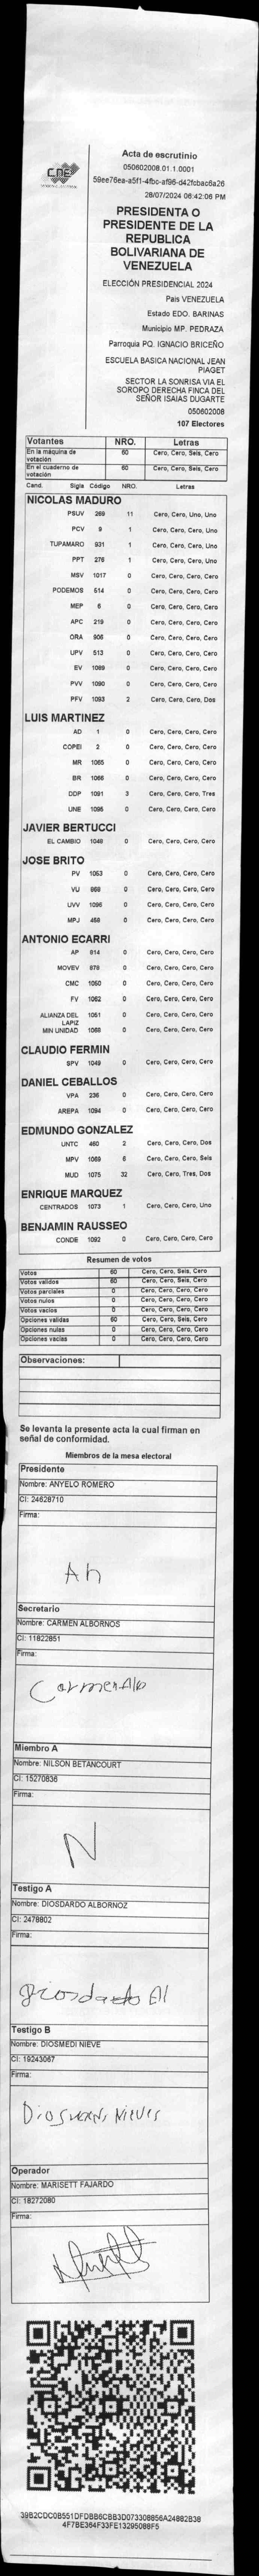 CNE
Acta de escrutinio
050602008.01.1.0001
59ee76ea-a5f1-4fbc-af96-d42fcbac6a26
28/07/2024 06:42:06 PM
PRESIDENTA O
PRESIDENTE DE LA
REPUBLICA
BOLIVARIANA DE
VENEZUELA
ELECCIÓN PRESIDENCIAL 2024
Pais VENEZUELA
Estado EDO. BARINAS
Municipio MP. PEDRAZA
Parroquia PQ. IGNACIO BRICEÑO
ESCUELA BASICA NACIONAL JEAN
PIAGET
SECTOR LA SONRISA VIA EL
SOROPO DERECHA FINCA DEL
SEÑOR ISAIAS DUGARTE
050602008
107 Electores
Votantes NRO. Letras
En la máquina de votación 60 Cero, Cero, Seis, Cero
En el cuaderno de votación 60 Cero, Cero, Seis, Cero
Cand. Sigla Código NRO. Letras
NICOLAS MADURO
PSUV 269 11 Cero, Cero, Uno, Uno
PCV 9 1 Cero, Cero, Cero, Uno
TUPAMARO 931 1 Cero, Cero, Cero, Uno
PPT 276 1 Cero, Cero, Cero, Uno
MSV 1017 0 Cero, Cero, Cero, Cero
PODEMOS 514 0 Cero, Cero, Cero, Cero
MEP 6 0 Cero, Cero, Cero, Cero
APC 219 0 Cero, Cero, Cero, Cero
ORA 906 0 Cero, Cero, Cero, Cero
UPV 513 0 Cero, Cero, Cero, Cero
EV 1089 0 Cero, Cero, Cero, Cero
PVV 1090 0 Cero, Cero, Cero, Cero
PFV 1093 2 Cero, Cero, Cero, Dos
LUIS MARTINEZ
AD 1 0 Cero, Cero, Cero, Cero
COPEI 2 0 Cero, Cero, Cero, Cero
MR 1065 0 Cero, Cero, Cero, Cero
BR 1066 0 Cero, Cero, Cero, Cero
DDP 1091 3 Cero, Cero, Cero, Tres
UNE 1096 0 Cero, Cero, Cero, Cero
JAVIER BERTUCCI
EL CAMBIO 1048 0 Cero, Cero, Cero, Cero
JOSE BRITO
PV 1053 0 Cero, Cero, Cero, Cero
VU 868 0 Cero, Cero, Cero, Cero
UVV 1095 0 Cero, Cero, Cero, Cero
MPJ 458 0 Cero, Cero, Cero, Cero
ANTONIO ECARRI
AP 814 0 Cero, Cero, Cero, Cero
MOVEV 878 0 Cero, Cero, Cero, Cero
CMC 1050 0 Cero, Cero, Cero, Cero
FV 1062 0 Cero, Cero, Cero, Cero
ALIANZA DEL LAPIZ 1051 0 Cero, Cero, Cero, Cero
MIN UNIDAD 1088 0 Cero, Cero, Cero, Cero
CLAUDIO FERMIN
SPV 1049 0 Cero, Cero, Cero, Cero
DANIEL CEBALLOS
VPA 236 0 Cero, Cero, Cero, Cero
AREPA 1094 0 Cero, Cero, Cero, Cero
EDMUNDO GONZALEZ
UNTC 460 2 Cero, Cero, Cero, Dos
MPV 1069 6 Cero, Cero, Cero, Seis
MUD 1075 32 Cero, Cero, Tres, Dos
ENRIQUE MARQUEZ
CENTRADOS 1073 1 Cero, Cero, Cero, Uno
BENJAMIN RAUSSEO
CONDE 1092 0 Cero, Cero, Cero, Cero
Resumen de votos
Votos 60 Cero, Cero, Seis, Cero
Votos válidos 60 Cero, Cero, Seis, Cero
Votos parciales 0 Cero, Cero, Cero, Cero
Votos nulos 0 Cero, Cero, Cero, Cero
Votos vacios 0 Cero, Cero, Cero, Cero
Opciones validas 60 Cero, Cero, Seis, Cero
Opciones nulas 0 Cero, Cero, Cero, Cero
Opciones vacias 0 Cero, Cero, Cero, Cero
Observaciones:
Se levanta la presente acta la cual firman en
señal de conformidad.
Miembros de la mesa electoral
Presidente
Nombre: ANYELO ROMERO
CI: 24628710
Firma:
Ah
Secretario
Nombre: CARMEN ALBORNOS
CI: 11822851
Firma:
Carmen Albo
Miembro A
Nombre: NILSON BETANCOURT
CI: 15270836
Firma:
N
Testigo A
Nombre: DIOSDARDO ALBORNOZ
CI: 2478802
Firma:
Diosdado Al
Testigo B
Nombre: DIOSMEDI NIEVE
CI: 19243067
Firma:
Nieves
Operador
Nombre: MARISETT FAJARDO
CI: 18272080
Firma:
39B2CDC0B551DFDBB6CBB3D073308856A24882B38
4F7BE364F33FE13295088F5